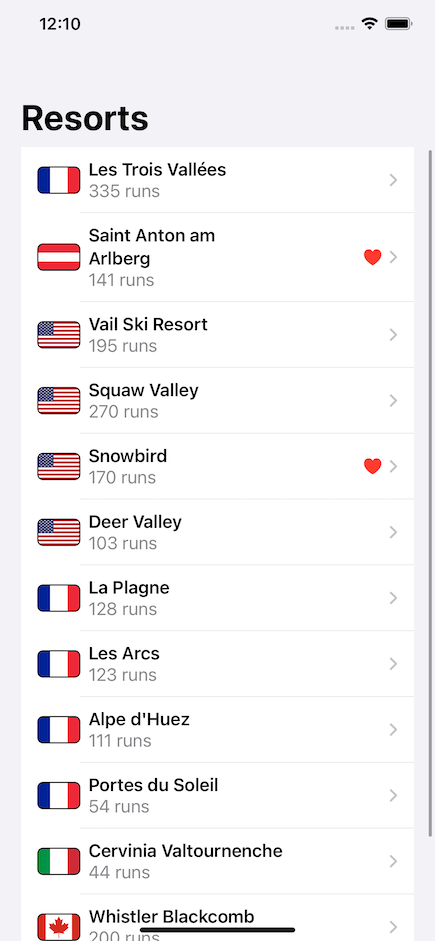 12:10
Resorts
Les Trois Vallées
335 runs
Saint Anton am
Arlberg
141 runs
Vail Ski Resort
195 runs
Squaw Valley
270 runs
Snowbird
170 runs
Deer Valley
103 runs
La Plagne
128 runs
Les Arcs
123 runs
Alpe d'Huez
111 runs
Portes du Soleil
54 runs
Cervinia Valtournenche
44 runs
Whistler Blackcomb
200 runs